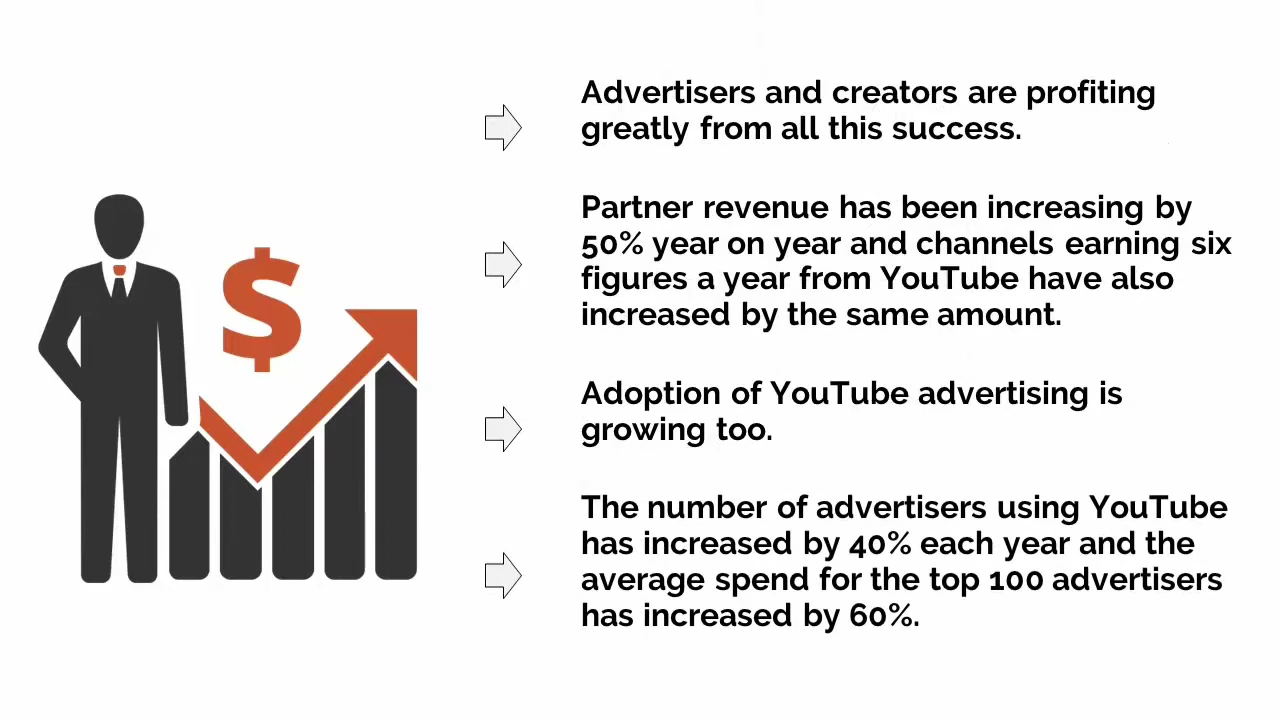 Advertisers and creators are profiting
greatly from all this success.
Partner revenue has been increasing by
50% year on year and channels earning six
figures a year from YouTube have also
increased by the same amount.
Adoption of YouTube advertising is
growing too.
The number of advertisers using YouTube
has increased by 40% each year and the
average spend for the top 100 advertisers
has increased by 60%.
$